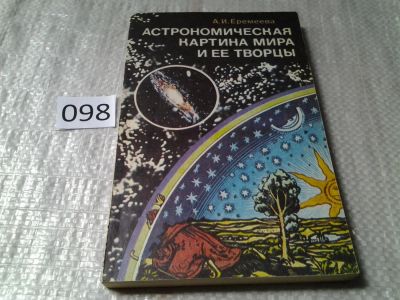 А.И.Еремеева
АСТРОНОМИЧЕСКАЯ
КАРТИНА МИРА
И ЕЕ ТВОРЦЫ
098